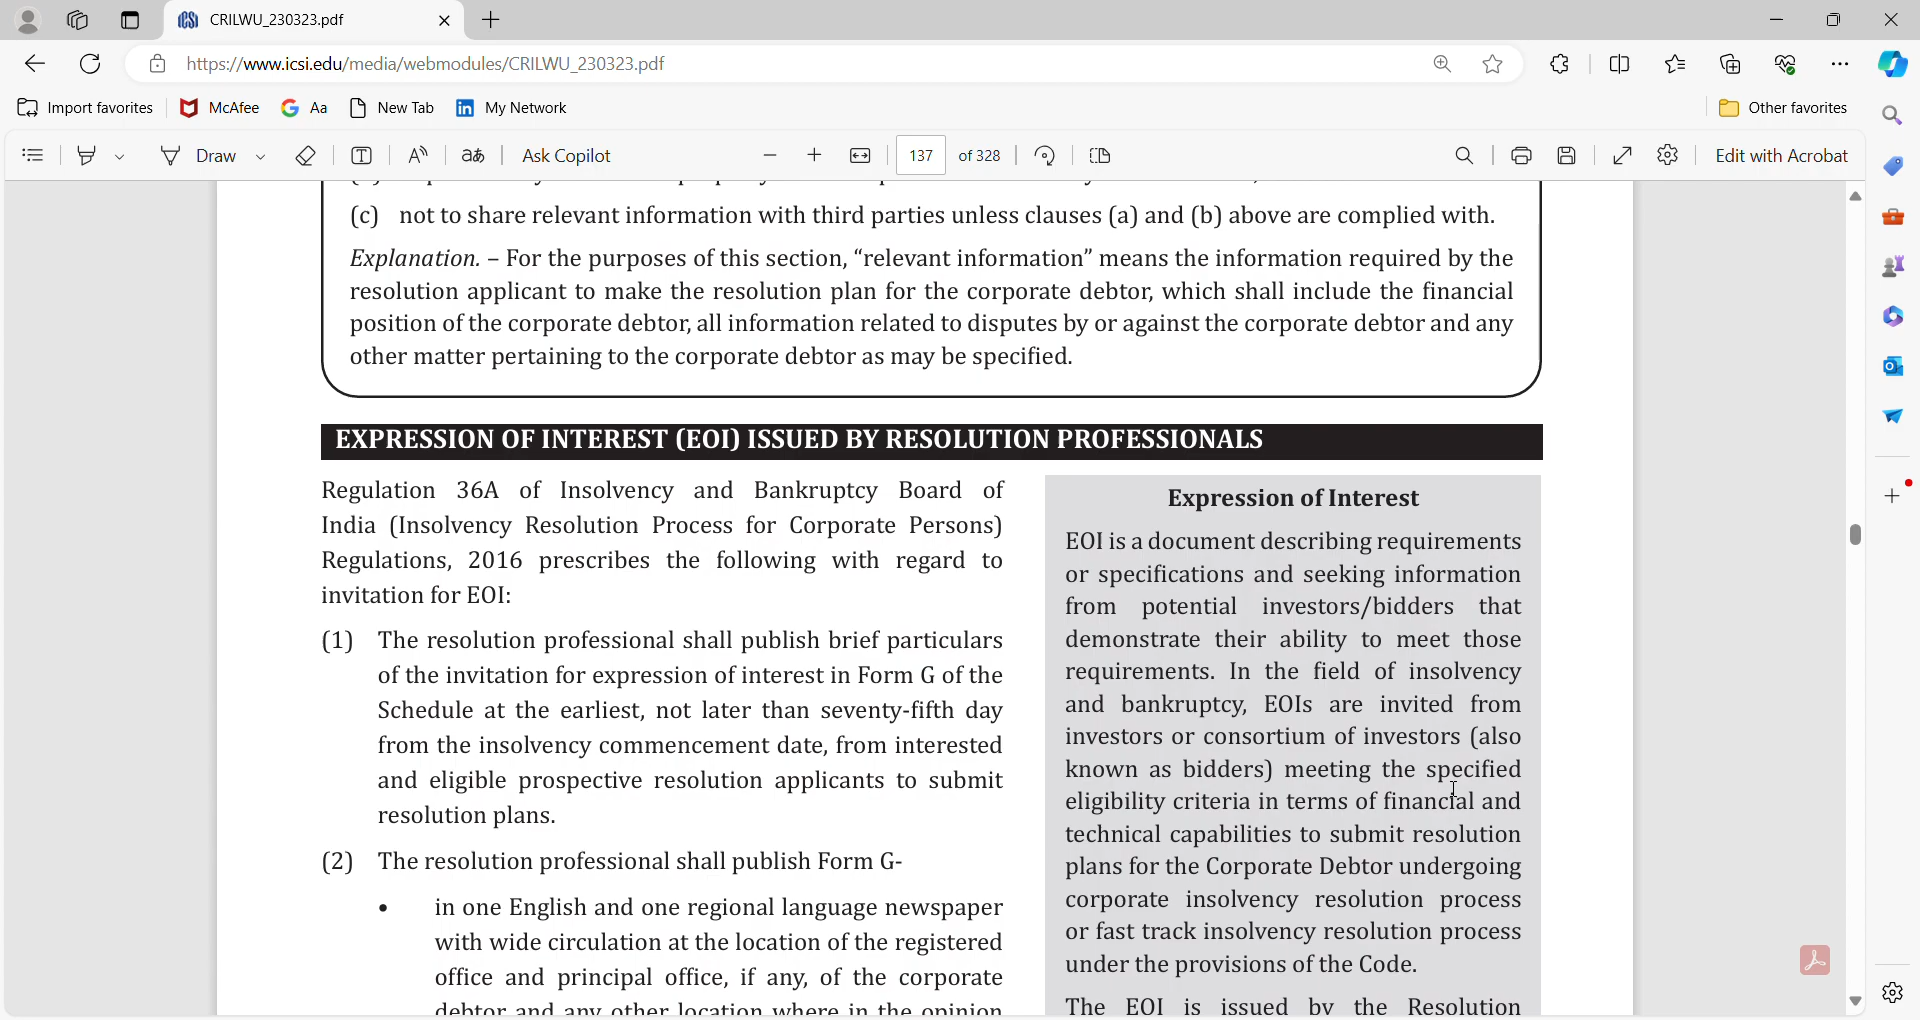 CRILWU_230323.pdf
https://www.icsi.edu/media/webmodules/CRILWU_230323.pdf
Import favorites
McAfee
Aa
New Tab
My Network
Other favorites
Draw
aあ
Ask Copilot
137 of 328
Edit with Acrobat
(c) not to share relevant information with third parties unless clauses (a) and (b) above are complied with.
Explanation. – For the purposes of this section, “relevant information” means the information required by the
resolution applicant to make the resolution plan for the corporate debtor, which shall include the financial
position of the corporate debtor, all information related to disputes by or against the corporate debtor and any
other matter pertaining to the corporate debtor as may be specified.
EXPRESSION OF INTEREST (EOI) ISSUED BY RESOLUTION PROFESSIONALS
Regulation 36A of Insolvency and Bankruptcy Board of
India (Insolvency Resolution Process for Corporate Persons)
Regulations, 2016 prescribes the following with regard to
invitation for EOI:
(1) The resolution professional shall publish brief particulars
of the invitation for expression of interest in Form G of the
Schedule at the earliest, not later than seventy-fifth day
from the insolvency commencement date, from interested
and eligible prospective resolution applicants to submit
resolution plans.
(2) The resolution professional shall publish Form G-
• in one English and one regional language newspaper
with wide circulation at the location of the registered
office and principal office, if any, of the corporate
debtor and any other location where in the opinion
Expression of Interest
EOI is a document describing requirements
or specifications and seeking information
from potential investors/bidders that
demonstrate their ability to meet those
requirements. In the field of insolvency
and bankruptcy, EOIs are invited from
investors or consortium of investors (also
known as bidders) meeting the specified
eligibility criteria in terms of financial and
technical capabilities to submit resolution
plans for the Corporate Debtor undergoing
corporate insolvency resolution process
or fast track insolvency resolution process
under the provisions of the Code.
The EOI is issued by the Resolution